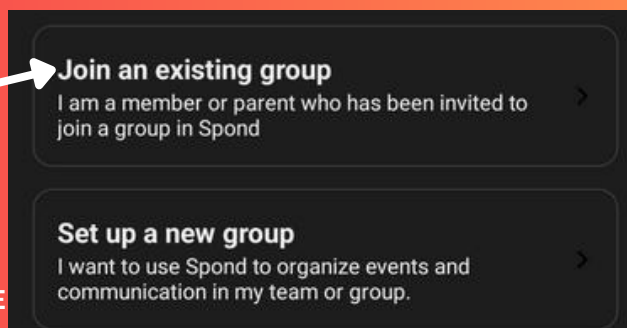 Join an existing group
I am a member or parent who has been invited to
join a group in Spond
Set up a new group
I want to use Spond to organize events and
communication in my team or group.